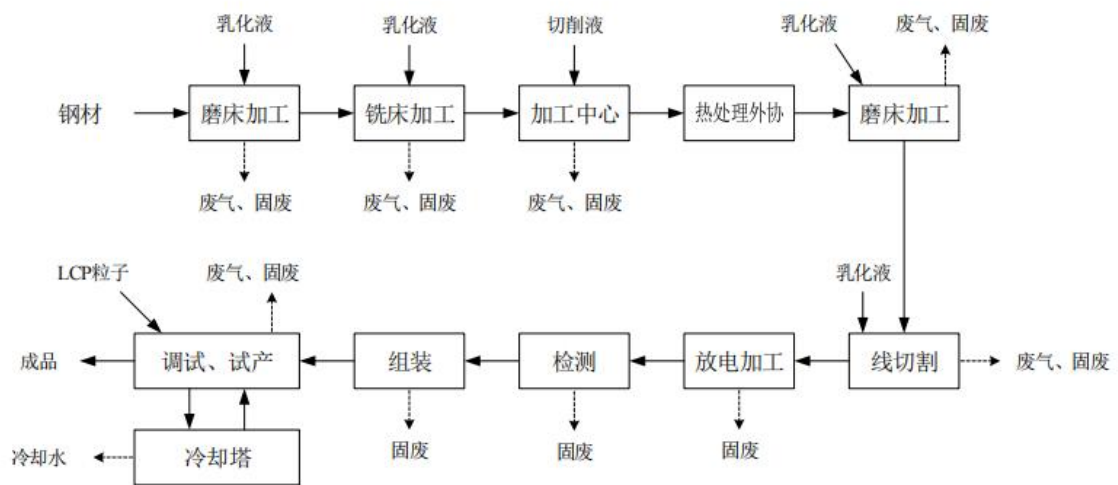 乳化液
乳化液
切削液
乳化液
废气、固废
钢材
磨床加工
铣床加工
加工中心
热处理外协
磨床加工
废气、固废
废气、固废
废气、固废
LCP粒子
废气、固废
乳化液
成品
调试、试产
组装
检测
放电加工
线切割
废气、固废
冷却水
冷却塔
固废
固废
固废